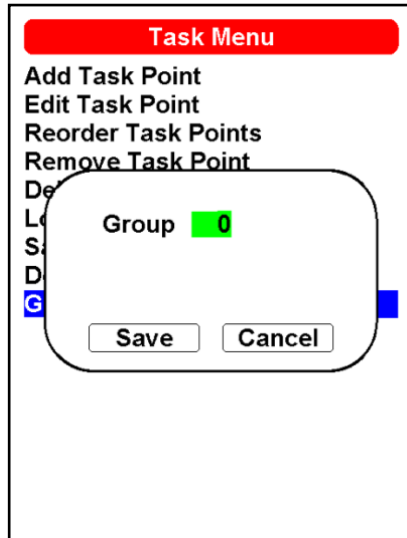 Task Menu
Add Task Point
Edit Task Point
Reorder Task Points
Remove Task Point
Group 0
Save Cancel